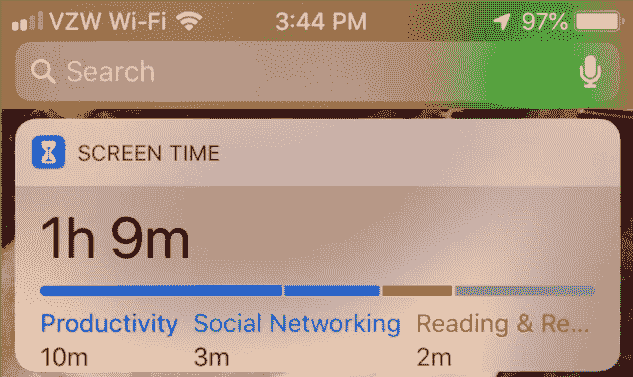 VZW Wi-Fi 3:44 PM 97%
Search
SCREEN TIME
1h 9m
Productivity Social Networking Reading & Re...
10m 3m 2m